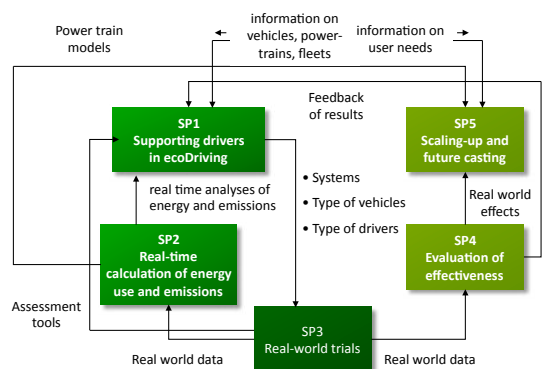 Power train
models
information on
vehicles, power-
trains, fleets
information on
user needs
Feedback
of results
SP1
Supporting drivers
in ecoDriving
SP5
Scaling-up and
future casting
real time analyses of
energy and emissions
• Systems
• Type of vehicles
• Type of drivers
Real world
effects
SP2
Real-time
calculation of energy
use and emissions
SP4
Evaluation of
effectiveness
Assessment
tools
SP3
Real-world trials
Real world data
Real world data